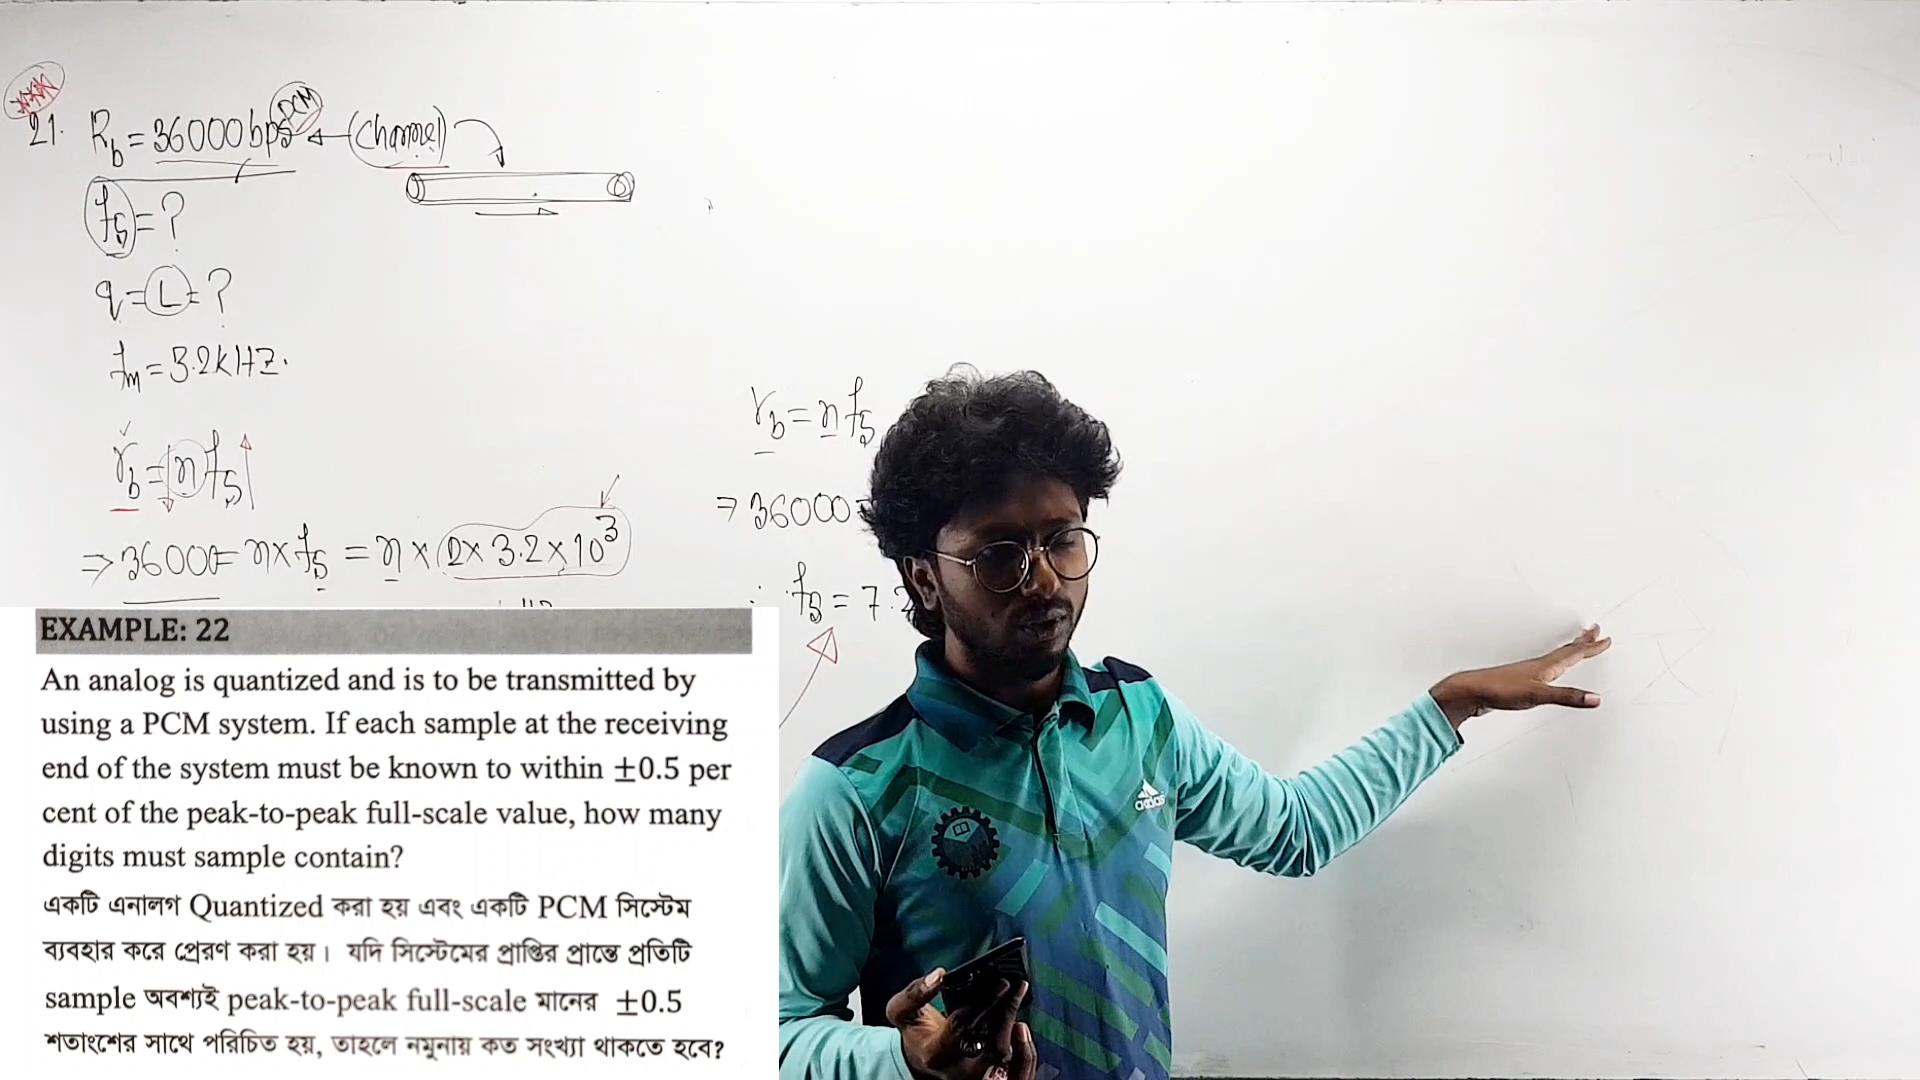 21. R_b = 36000 bps PCM ← (Channel)
f_s = ?
q = L = ?
f_m = 3.2 kHz.
r_b = n f_s
⇒ 36000 = n × f_s = n × (2 × 3.2 × 10^3)
r_b = n f_s
⇒ 36000 =
∴ f_s = 7.2
adidas
EXAMPLE: 22
An analog is quantized and is to be transmitted by
using a PCM system. If each sample at the receiving
end of the system must be known to within ±0.5 per
cent of the peak-to-peak full-scale value, how many
digits must sample contain?
একটি এনালগ Quantized করা হয় এবং একটি PCM সিস্টেম
ব্যবহার করে প্রেরণ করা হয়। যদি সিস্টেমের প্রাপ্তির প্রান্তে প্রতিটি
sample অবশ্যই peak-to-peak full-scale মানের ±0.5
শতাংশের সাথে পরিচিত হয়, তাহলে নমুনায় কত সংখ্যা থাকতে হবে?